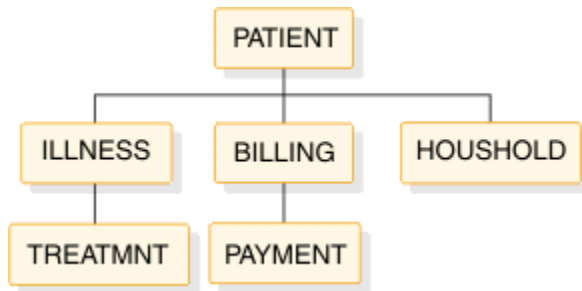 PATIENT
ILLNESS
BILLING
HOUSHOLD
TREATMNT
PAYMENT